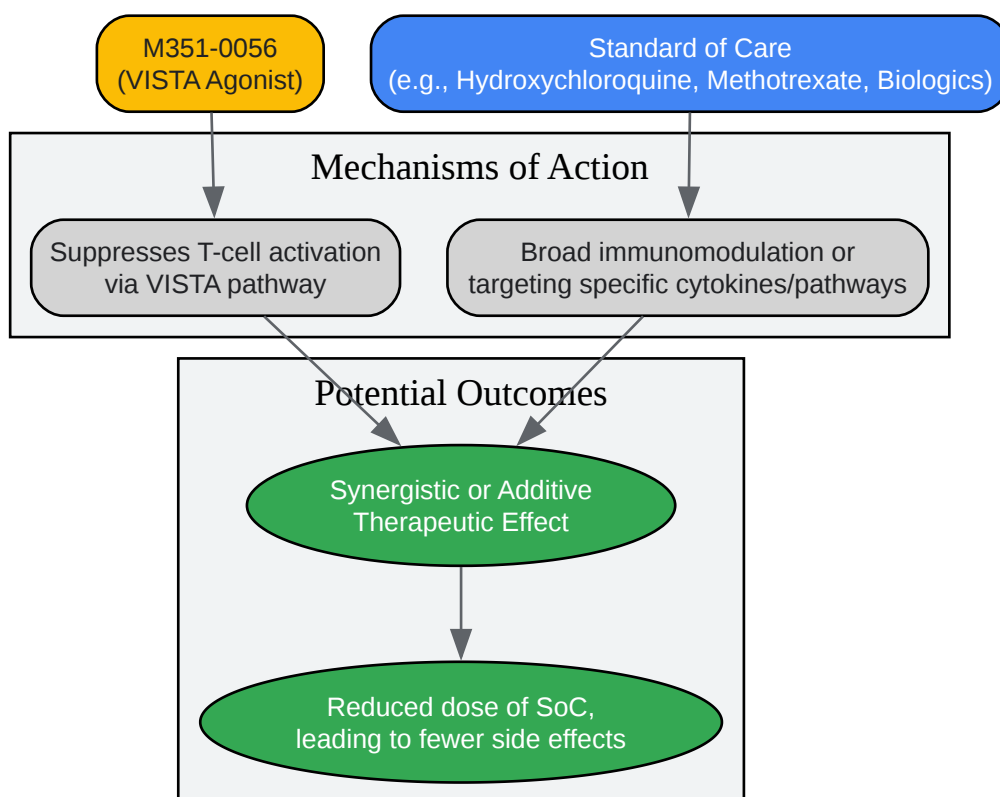 M351-0056
(VISTA Agonist)
Standard of Care
(e.g., Hydroxychloroquine, Methotrexate, Biologics)
Mechanisms of Action
Suppresses T-cell activation
via VISTA pathway
Broad immunomodulation or
targeting specific cytokines/pathways
Potential Outcomes
Synergistic or Additive
Therapeutic Effect
Reduced dose of SoC,
leading to fewer side effects